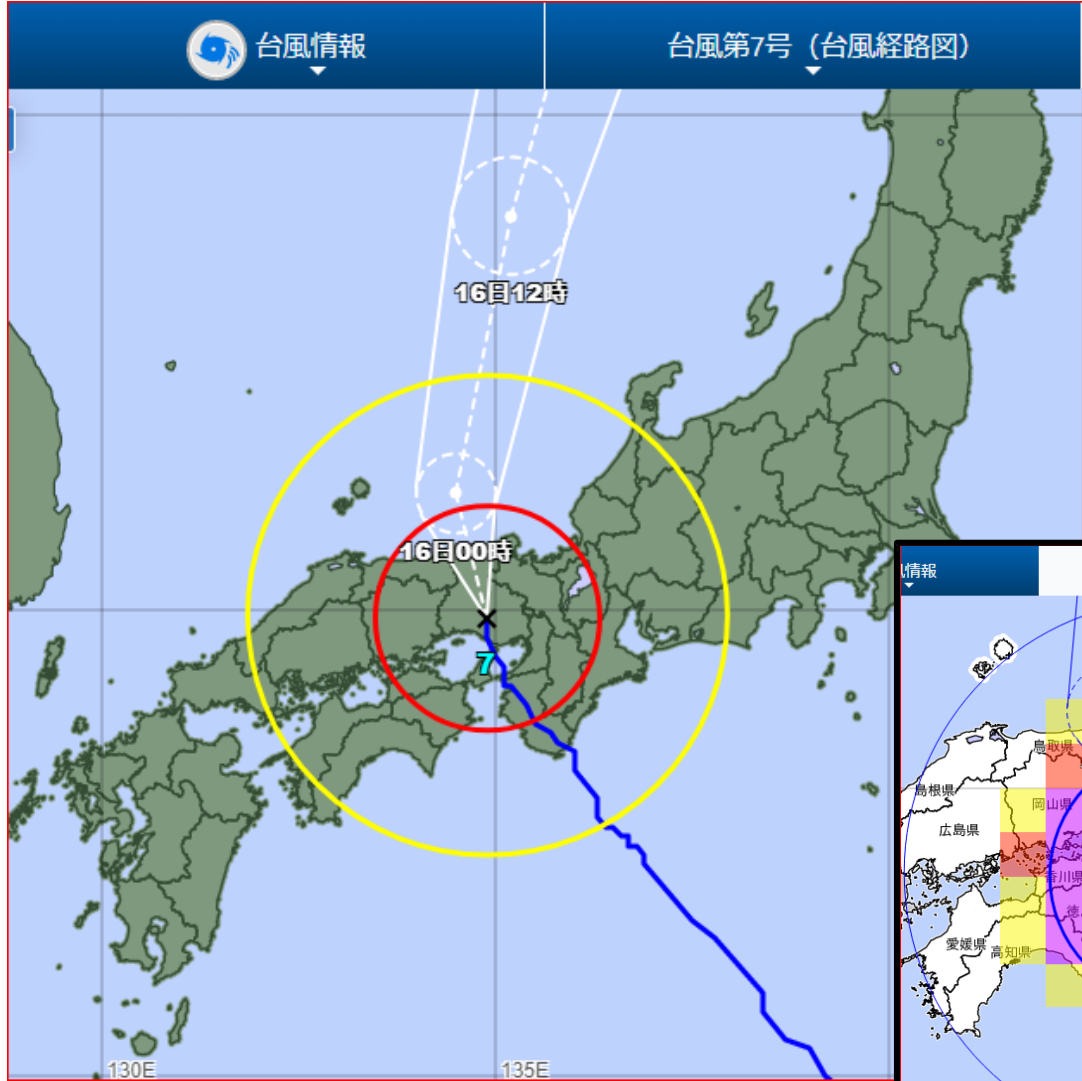 台風情報
台風第7号（台風経路図）
16日12時
16日00時
7
130E
135E
情報
鳥取県
島根県
岡山県
広島県
香川県
徳
愛媛県
高知県